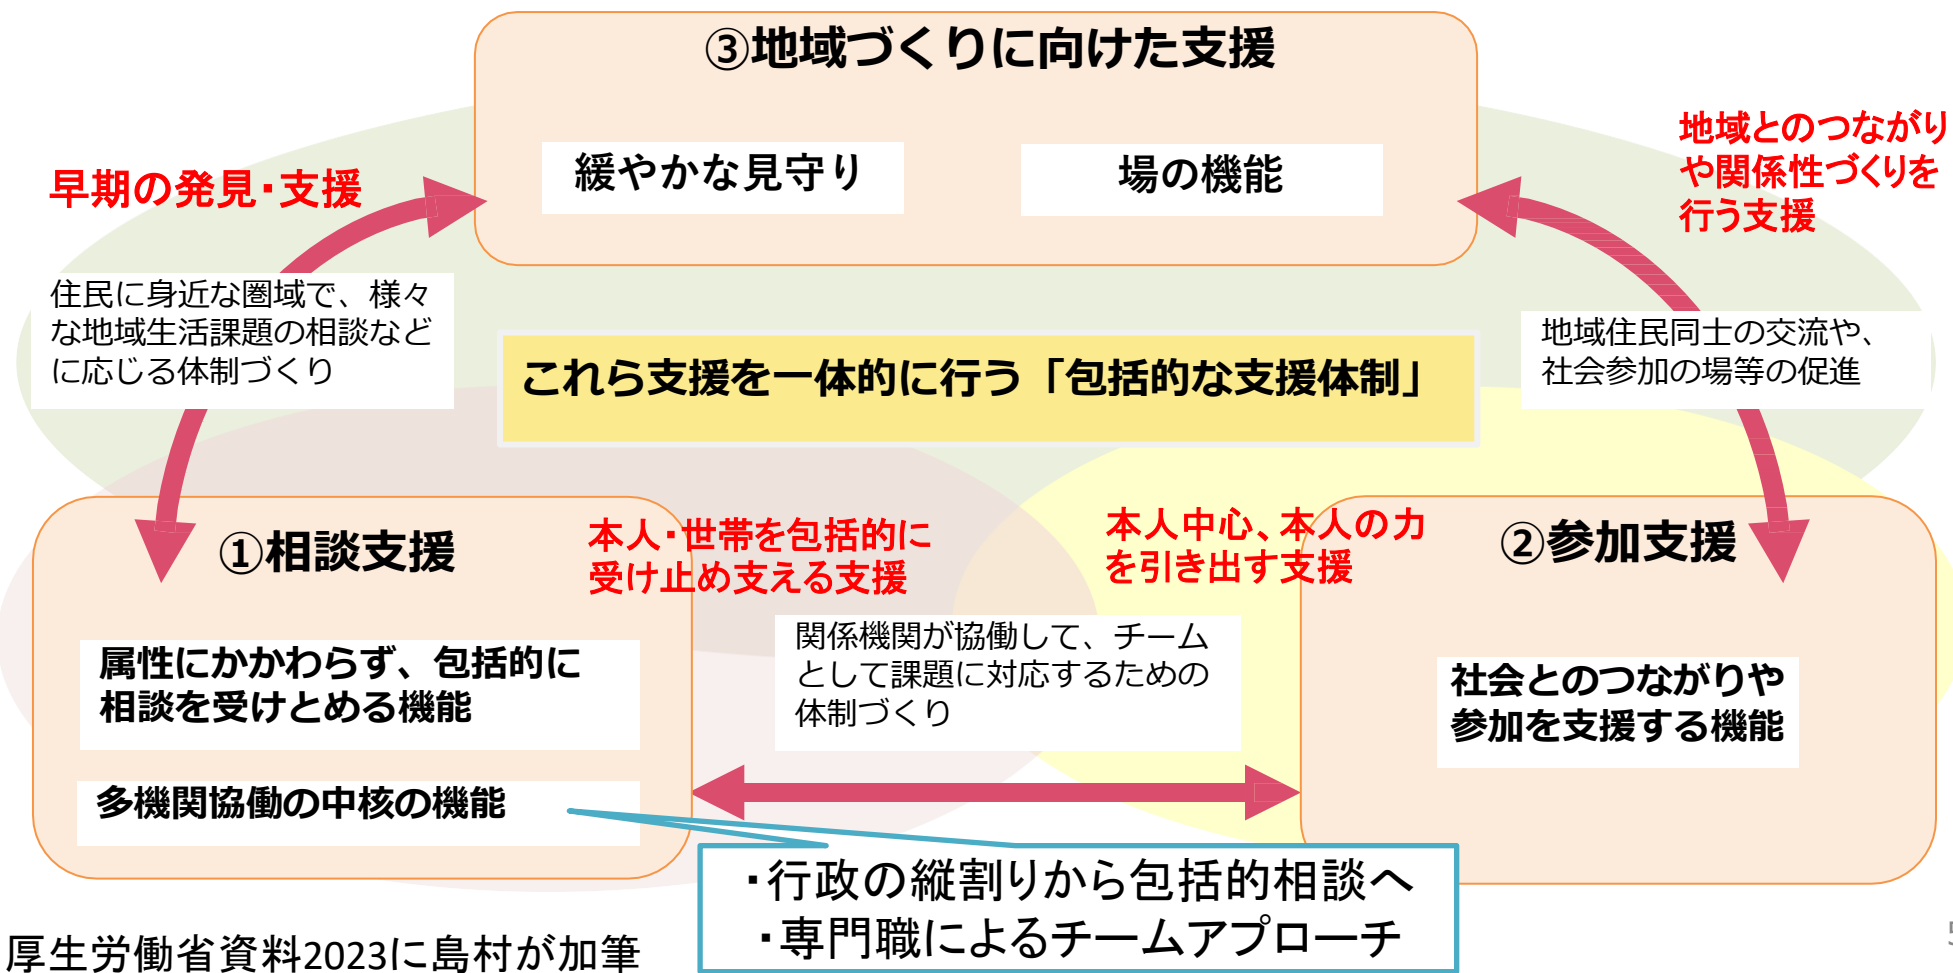 ③地域づくりに向けた支援
緩やかな見守り
場の機能
早期の発見・支援
地域とのつながり
や関係性づくりを
行う支援
住民に身近な圏域で、様々
な地域生活課題の相談など
に応じる体制づくり
地域住民同士の交流や、
社会参加の場等の促進
これら支援を一体的に行う「包括的な支援体制」
①相談支援
本人・世帯を包括的に
受け止め支える支援
本人中心、本人の力
を引き出す支援
②参加支援
属性にかかわらず、包括的に
相談を受けとめる機能
関係機関が協働して、チーム
として課題に対応するための
体制づくり
社会とのつながりや
参加を支援する機能
多機関協働の中核の機能
・行政の縦割りから包括的相談へ
・専門職によるチームアプローチ
厚生労働省資料2023に島村が加筆